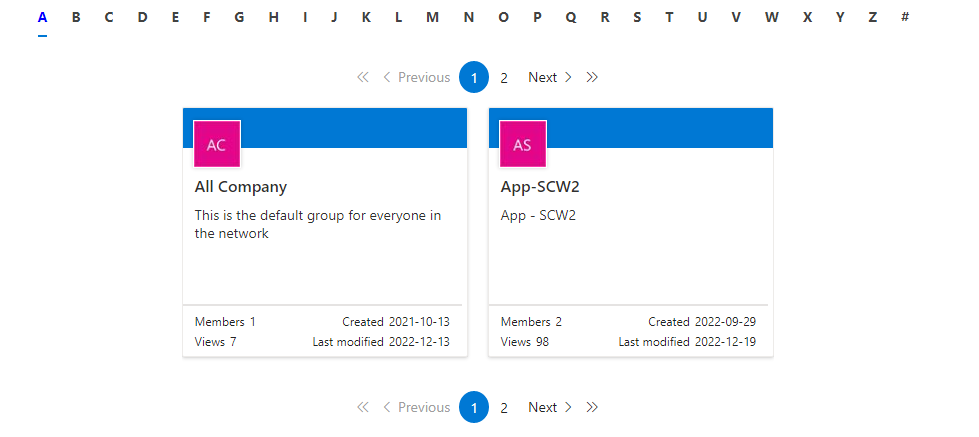 A B C D E F G H I J K L M N O P Q R S T U V W X Y Z #
Previous 1 2 Next
AC
All Company
This is the default group for everyone in
the network
Members 1 Created 2021-10-13
Views 7 Last modified 2022-12-13
AS
App-SCW2
App - SCW2
Members 2 Created 2022-09-29
Views 98 Last modified 2022-12-19
Previous 1 2 Next